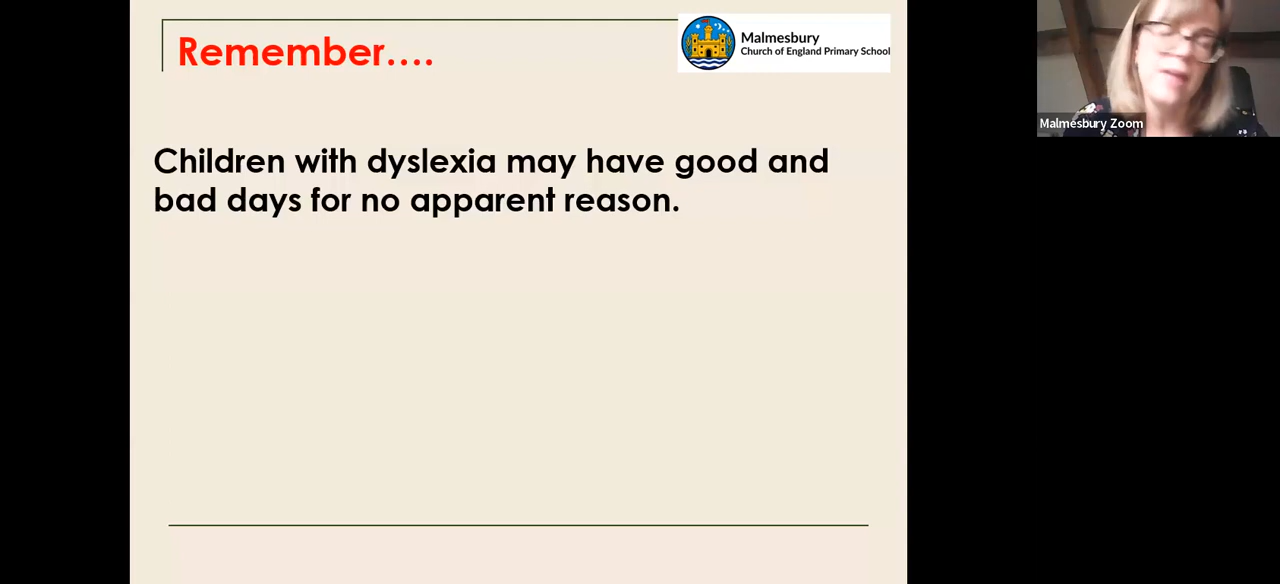 Remember....
Malmesbury
Church of England Primary School
Children with dyslexia may have good and
bad days for no apparent reason.
Malmesbury Zoom